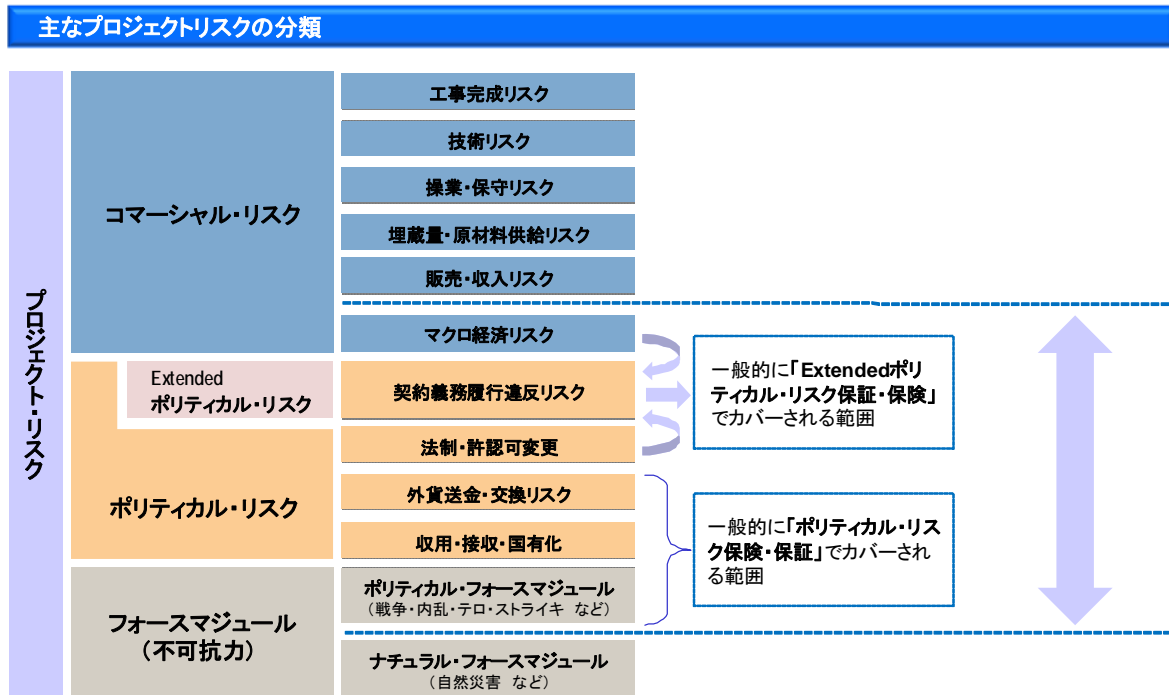 主なプロジェクトリスクの分類
プロジェクト・リスク
コマーシャル・リスク
工事完成リスク
技術リスク
操業・保守リスク
埋蔵量・原材料供給リスク
販売・収入リスク
マクロ経済リスク
Extended
ポリティカル・リスク
契約義務履行違反リスク
法制・許認可変更
ポリティカル・リスク
外貨送金・交換リスク
収用・接収・国有化
フォースマジュール
（不可抗力）
ポリティカル・フォースマジュール
（戦争・内乱・テロ・ストライキ など）
ナチュラル・フォースマジュール
（自然災害 など）
一般的に「Extendedポリ
ティカル・リスク保証・保険」
でカバーされる範囲
一般的に「ポリティカル・リス
ク保険・保証」でカバーされ
る範囲